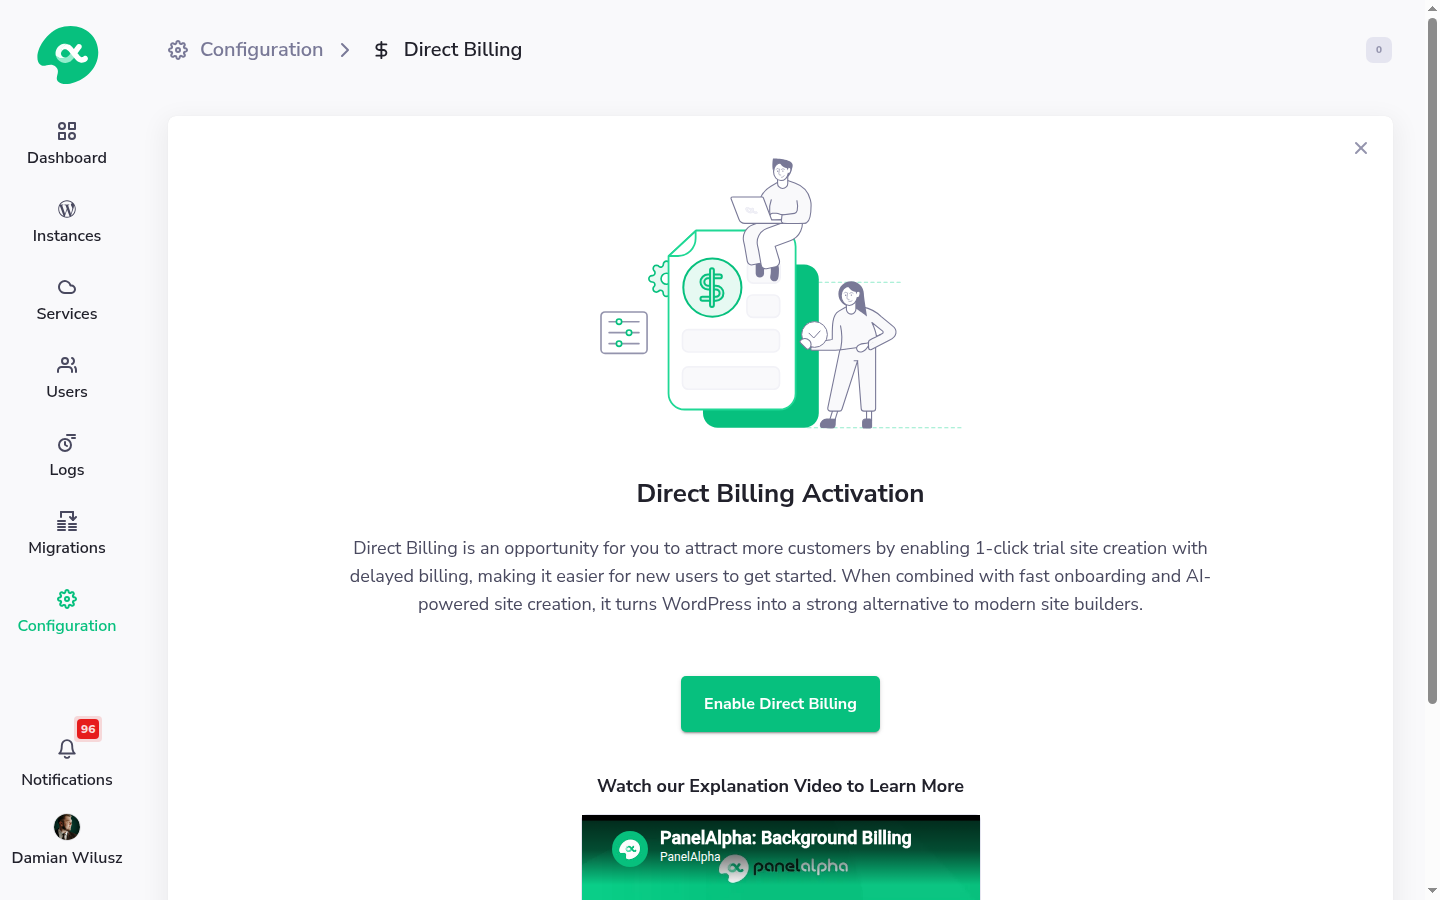 Configuration
Direct Billing
0
Dashboard
Instances
Services
Users
Logs
Migrations
Configuration
96
Notifications
Damian Wilusz
Direct Billing Activation
Direct Billing is an opportunity for you to attract more customers by enabling 1-click trial site creation with
delayed billing, making it easier for new users to get started. When combined with fast onboarding and AI-
powered site creation, it turns WordPress into a strong alternative to modern site builders.
Enable Direct Billing
Watch our Explanation Video to Learn More
PanelAlpha: Background Billing
PanelAlpha
panelalpha